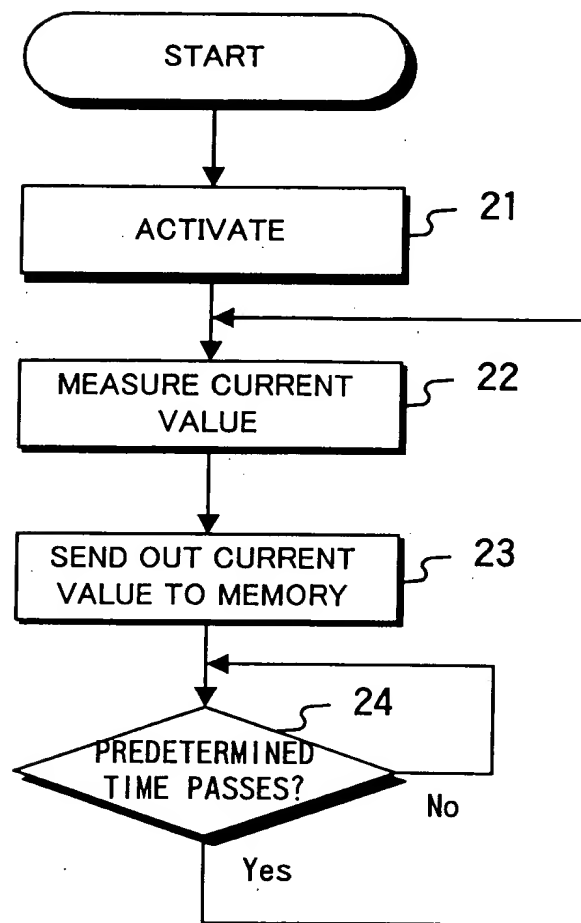 START
ACTIVATE
21
MEASURE CURRENT
VALUE
22
SEND OUT CURRENT
VALUE TO MEMORY
23
24
PREDETERMINED
TIME PASSES?
No
Yes